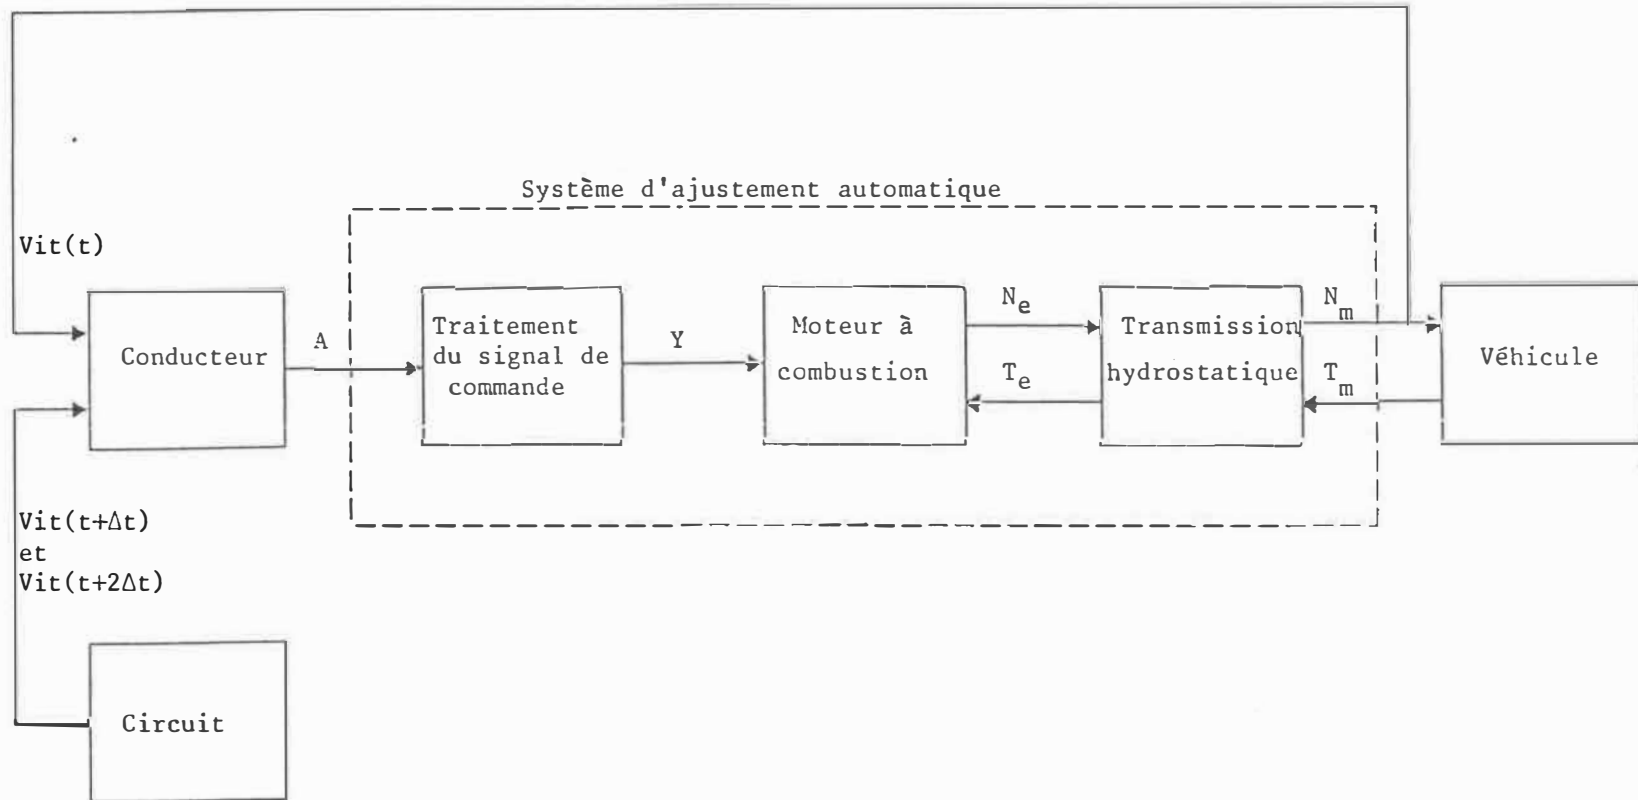 Système d'ajustement automatique
Vit(t)
Conducteur
A
Traitement
du signal de
commande
Y
Moteur à
combustion
N_e
T_e
Transmission
hydrostatique
N_m
T_m
Véhicule
Vit(t+Δt)
et
Vit(t+2Δt)
Circuit